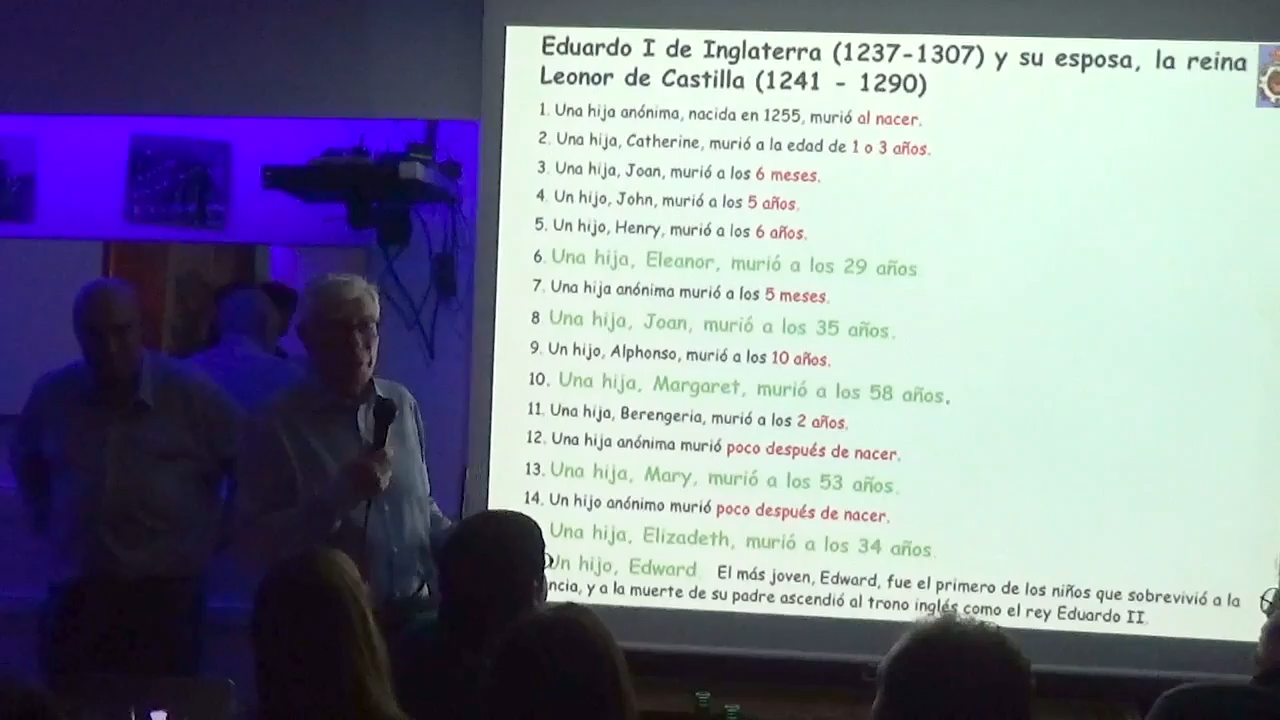 Eduardo I de Inglaterra (1237-1307) y su esposa, la reina
Leonor de Castilla (1241 - 1290)
1. Una hija anónima, nacida en 1255, murió al nacer.
2. Una hija, Catherine, murió a la edad de 1 o 3 años.
3. Una hija, Joan, murió a los 6 meses.
4. Un hijo, John, murió a los 5 años.
5. Un hijo, Henry, murió a los 6 años.
6. Una hija, Eleanor, murió a los 29 años
7. Una hija anónima murió a los 5 meses.
8 Una hija, Joan, murió a los 35 años.
9. Un hijo, Alphonso, murió a los 10 años.
10. Una hija, Margaret, murió a los 58 años.
11. Una hija, Berengeria, murió a los 2 años.
12. Una hija anónima murió poco después de nacer.
13. Una hija, Mary, murió a los 53 años.
14. Un hijo anónimo murió poco después de nacer.
Una hija, Elizadeth, murió a los 34 años.
Un hijo, Edward. El más joven, Edward, fue el primero de los niños que sobrevivió a la
ncia, y a la muerte de su padre ascendió al trono inglés como el rey Eduardo II.